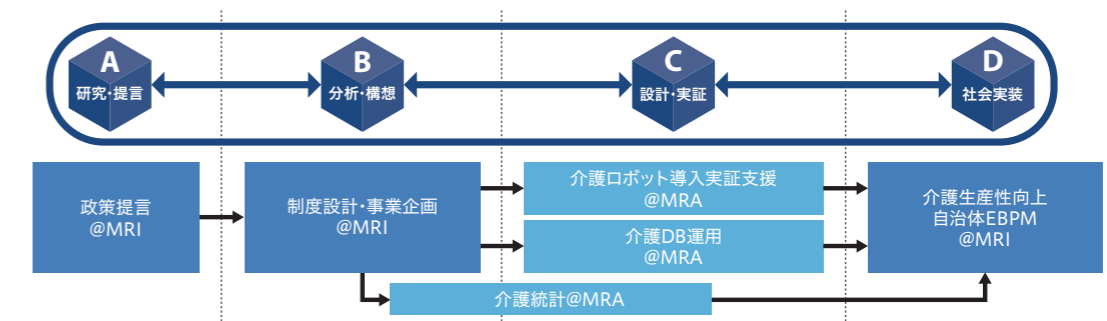 A
研究・提言
B
分析・構想
C
設計・実証
D
社会実装
政策提言
@MRI
制度設計・事業企画
@MRI
介護ロボット導入実証支援
@MRA
介護DB運用
@MRA
介護統計@MRA
介護生産性向上
自治体EBPM
@MRI